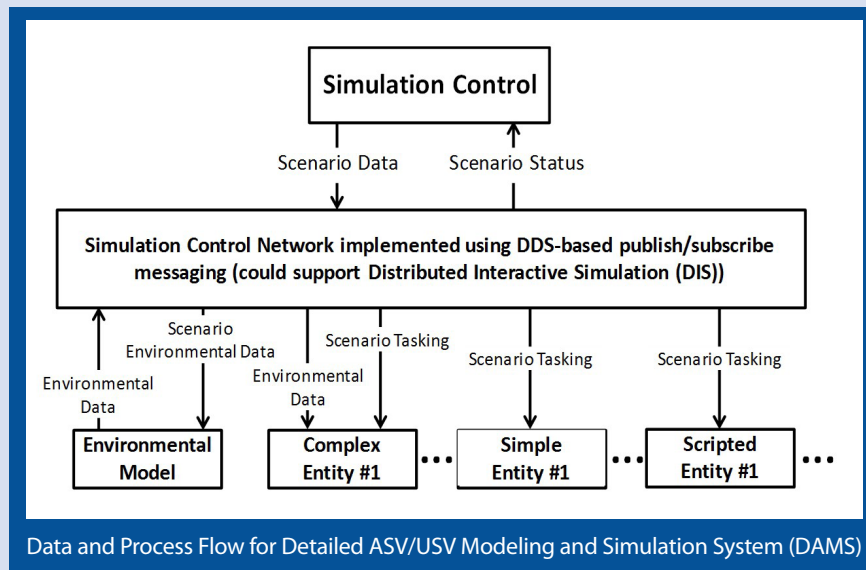 Simulation Control
Scenario Data
Scenario Status
Simulation Control Network implemented using DDS-based publish/subscribe
messaging (could support Distributed Interactive Simulation (DIS))
Environmental
Data
Scenario
Environmental Data
Environmental
Data
Scenario Tasking
Scenario Tasking
Scenario Tasking
Environmental
Model
Complex
Entity #1
...
Simple
Entity #1
...
Scripted
Entity #1
...
Data and Process Flow for Detailed ASV/USV Modeling and Simulation System (DAMS)